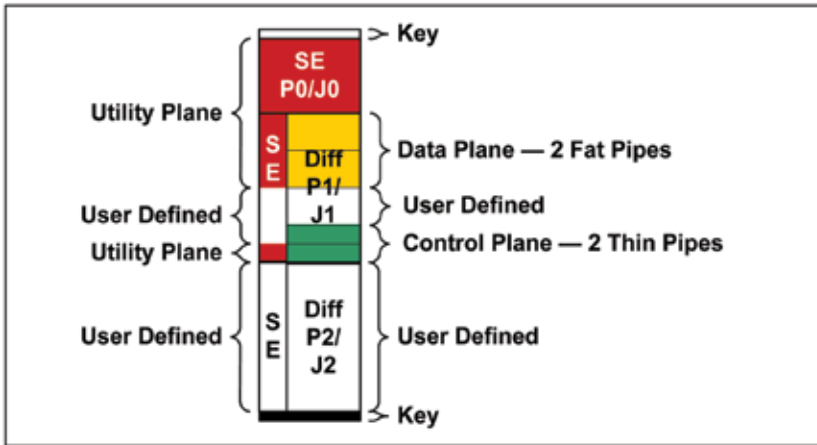 Key
SE
P0/J0
Utility Plane
S
E
Diff
P1/
J1
Data Plane — 2 Fat Pipes
User Defined
User Defined
Utility Plane
Control Plane — 2 Thin Pipes
User Defined
S
E
Diff
P2/
J2
User Defined
Key